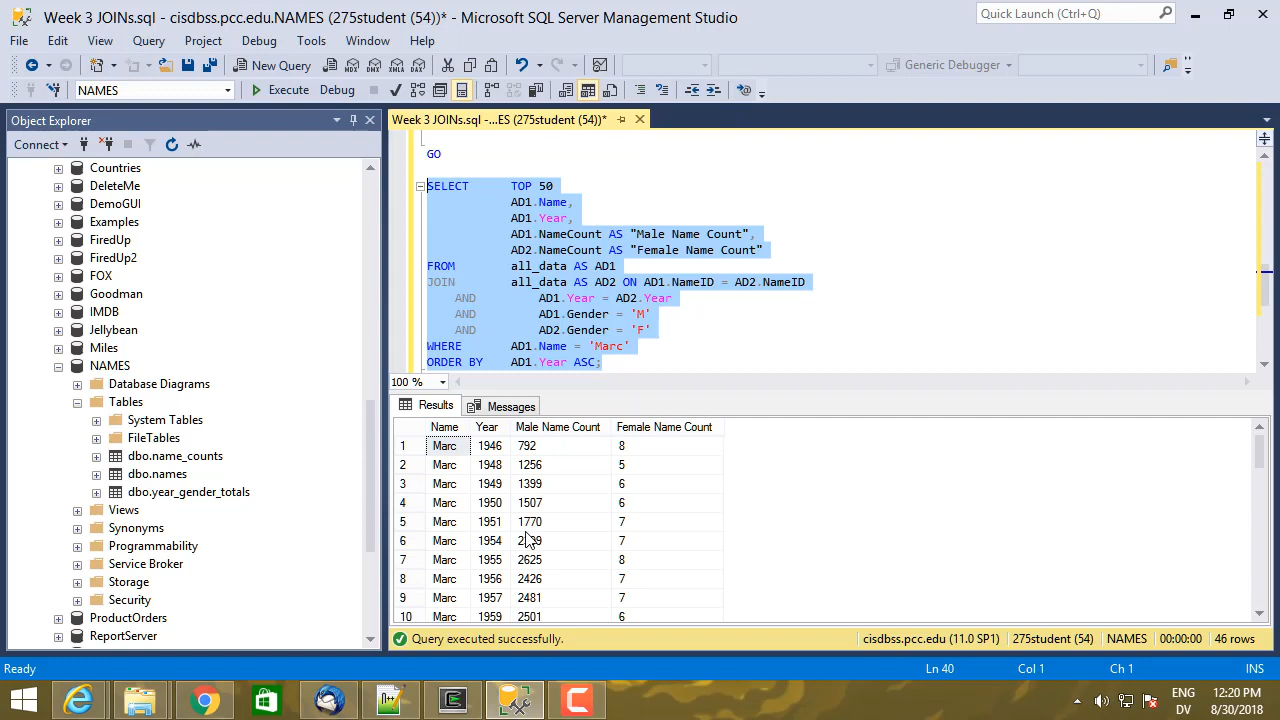 Week 3 JOINs.sql - cisdbss.pcc.edu.NAMES (275student (54))* - Microsoft SQL Server Management Studio
Quick Launch (Ctrl+Q)
File Edit View Query Project Debug Tools Window Help
New Query
Generic Debugger
NAMES
Execute Debug
Object Explorer
Week 3 JOINs.sql -...ES (275student (54))*
Connect
Countries
DeleteMe
DemoGUI
Examples
FiredUp
FiredUp2
FOX
Goodman
IMDB
Jellybean
Miles
NAMES
Database Diagrams
Tables
System Tables
FileTables
dbo.name_counts
dbo.names
dbo.year_gender_totals
Views
Synonyms
Programmability
Service Broker
Storage
Security
ProductOrders
ReportServer
GO
SELECT TOP 50
AD1.Name,
AD1.Year,
AD1.NameCount AS "Male Name Count",
AD2.NameCount AS "Female Name Count"
FROM all_data AS AD1
JOIN all_data AS AD2 ON AD1.NameID = AD2.NameID
AND AD1.Year = AD2.Year
AND AD1.Gender = 'M'
AND AD2.Gender = 'F'
WHERE AD1.Name = 'Marc'
ORDER BY AD1.Year ASC;
100 %
Results Messages
Name Year Male Name Count Female Name Count
1 Marc 1946 792 8
2 Marc 1948 1256 5
3 Marc 1949 1399 6
4 Marc 1950 1507 6
5 Marc 1951 1770 7
6 Marc 1954 7
7 Marc 1955 2625 8
8 Marc 1956 2426 7
9 Marc 1957 2481 7
10 Marc 1959 2501 6
Query executed successfully.
cisdbss.pcc.edu (11.0 SP1) 275student (54) NAMES 00:00:00 46 rows
Ready
Ln 40 Col 1 Ch 1 INS
ENG
DV
12:20 PM
8/30/2018